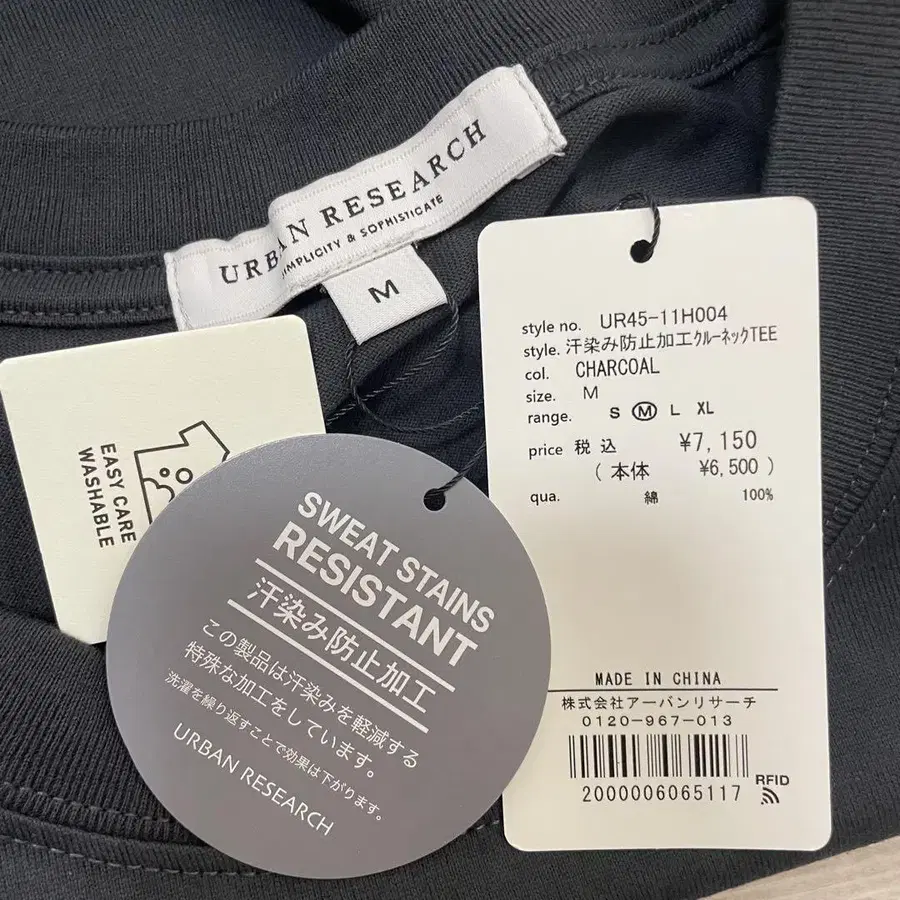 URBAN RESEARCH
SIMPLICITY & SOPHISTICATE
M
EASY CARE
WASHABLE
SWEAT STAINS
RESISTANT
汗染み防止加工
この製品は汗染みを軽減する
特殊な加工をしています。
洗濯を繰り返すことで効果は下がります。
URBAN RESEARCH
style no. UR45-11H004
style. 汗染み防止加工クルーネックTEE
col. CHARCOAL
size. M
range. S M L XL
price 税込 ¥7,150
(本体 ¥6,500)
qua. 綿 100%
MADE IN CHINA
株式会社アーバンリサーチ
0120-967-013
2000006065117
RFID